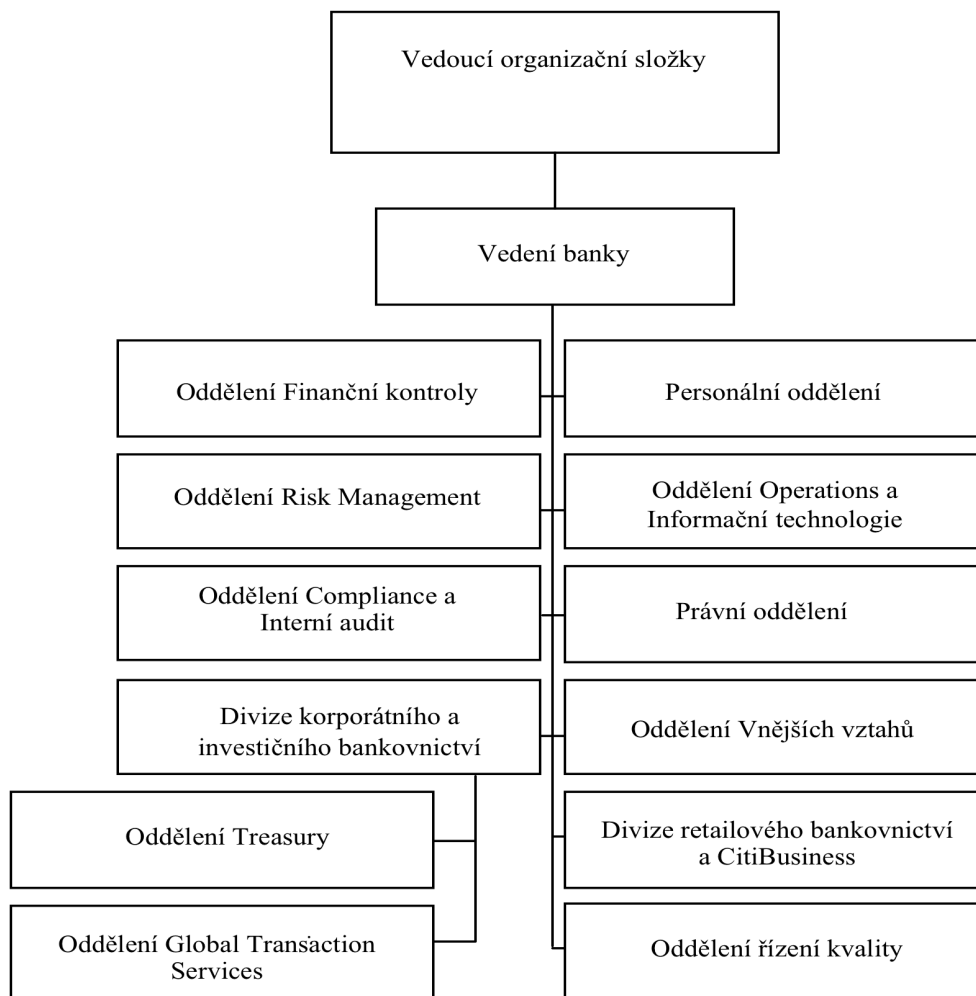 Vedoucí organizační složky
Vedení banky
Oddělení Finanční kontroly
Personální oddělení
Oddělení Risk Management
Oddělení Operations a
Informační technologie
Oddělení Compliance a
Interní audit
Právní oddělení
Divize korporátního a
investičního bankovnictví
Oddělení Vnějších vztahů
Oddělení Treasury
Divize retailového bankovnictví
a CitiBusiness
Oddělení Global Transaction
Services
Oddělení řízení kvality